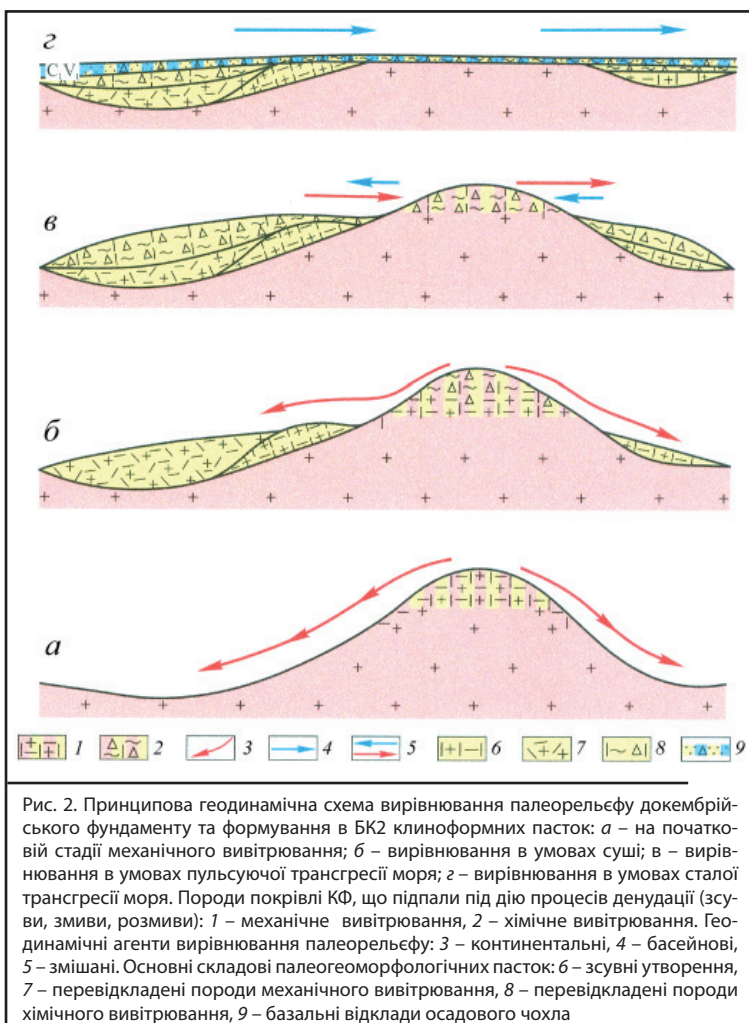 г
C₁V₁
в
б
а
1 2 3 4 5 6 7 8 9
Рис. 2. Принципова геодинамічна схема вирівнювання палеорельєфу докембрій-
ського фундаменту та формування в БК2 клиноформних пасток: а – на початко-
вій стадії механічного вивітрювання; б – вирівнювання в умовах суші; в – вирів-
нювання в умовах пульсуючої трансгресії моря; г – вирівнювання в умовах сталої
трансгресії моря. Породи покрівлі КФ, що підпали під дію процесів денудації (зсу-
ви, змиви, розмиви): 1 – механічне вивітрювання, 2 – хімічне вивітрювання. Гео-
динамічні агенти вирівнювання палеорельєфу: 3 – континентальні, 4 – басейнові,
5 – змішані. Основні складові палеогеоморфологічних пасток: 6 – зсувні утворення,
7 – перевідкладені породи механічного вивітрювання, 8 – перевідкладені породи
хімічного вивітрювання, 9 – базальні відклади осадового чохла